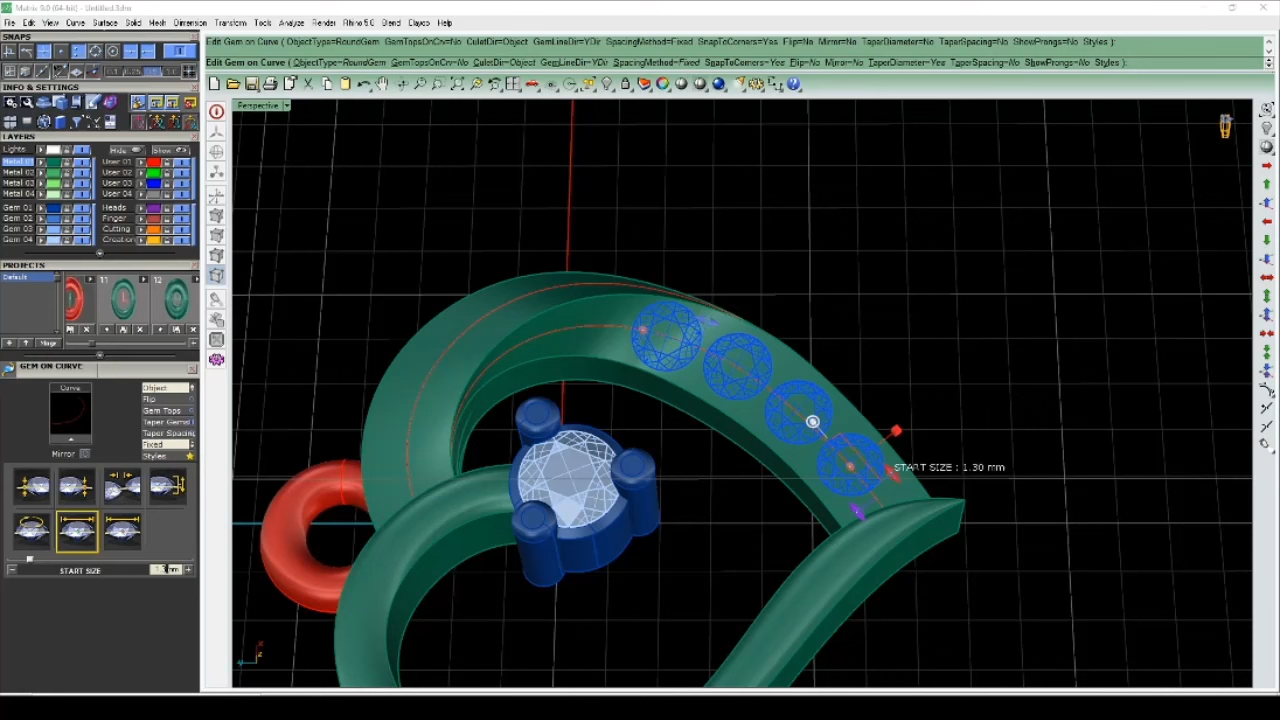 Matrix 9.0 (64-bit) - Untitled.3dm
File Edit View Curve Surface Solid Mesh Dimension Transform Tools Analyze Render Rhino 5.0 Blend Clayoo Help
SNAPS
Edit Gem on Curve ( ObjectType=RoundGem GemTopsOnCrv=No CuletDir=Object GemLineDir=YDir SpacingMethod=Fixed SnapToCorners=Yes Flip=No Mirror=No TaperDiameter=No TaperSpacing=No ShowProngs=No Styles ):
Edit Gem on Curve ( ObjectType=RoundGem GemTopsOnCrv=No CuletDir=Object GemLineDir=YDir SpacingMethod=Fixed SnapToCorners=Yes Flip=No Mirror=No TaperDiameter=Yes TaperSpacing=No ShowProngs=No Styles ):
INFO & SETTINGS
Perspective
LAYERS
Lights Hide Show
Metal 01 User 01
Metal 02 User 02
Metal 03 User 03
Metal 04 User 04
Gem 01 Heads
Gem 02 Finger
Gem 03 Cutting
Gem 04 Creation
PROJECTS
Default 11 12
GEM ON CURVE
Curve Object
Flip
Gem Tops
Taper Gems
Taper Spacing
Fixed
Mirror Styles
START SIZE
START SIZE : 1.30 mm